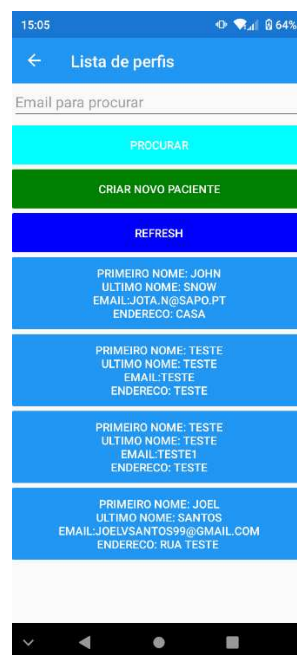 15:05
64%
Lista de perfis
Email para procurar
PROCURAR
CRIAR NOVO PACIENTE
REFRESH
PRIMEIRO NOME: JOHN
ULTIMO NOME: SNOW
EMAIL:JOTA.N@SAPO.PT
ENDERECO: CASA
PRIMEIRO NOME: TESTE
ULTIMO NOME: TESTE
EMAIL:TESTE
ENDERECO: TESTE
PRIMEIRO NOME: TESTE
ULTIMO NOME: TESTE
EMAIL:TESTE1
ENDERECO: TESTE
PRIMEIRO NOME: JOEL
ULTIMO NOME: SANTOS
EMAIL:JOELVSANTOS99@GMAIL.COM
ENDERECO: RUA TESTE